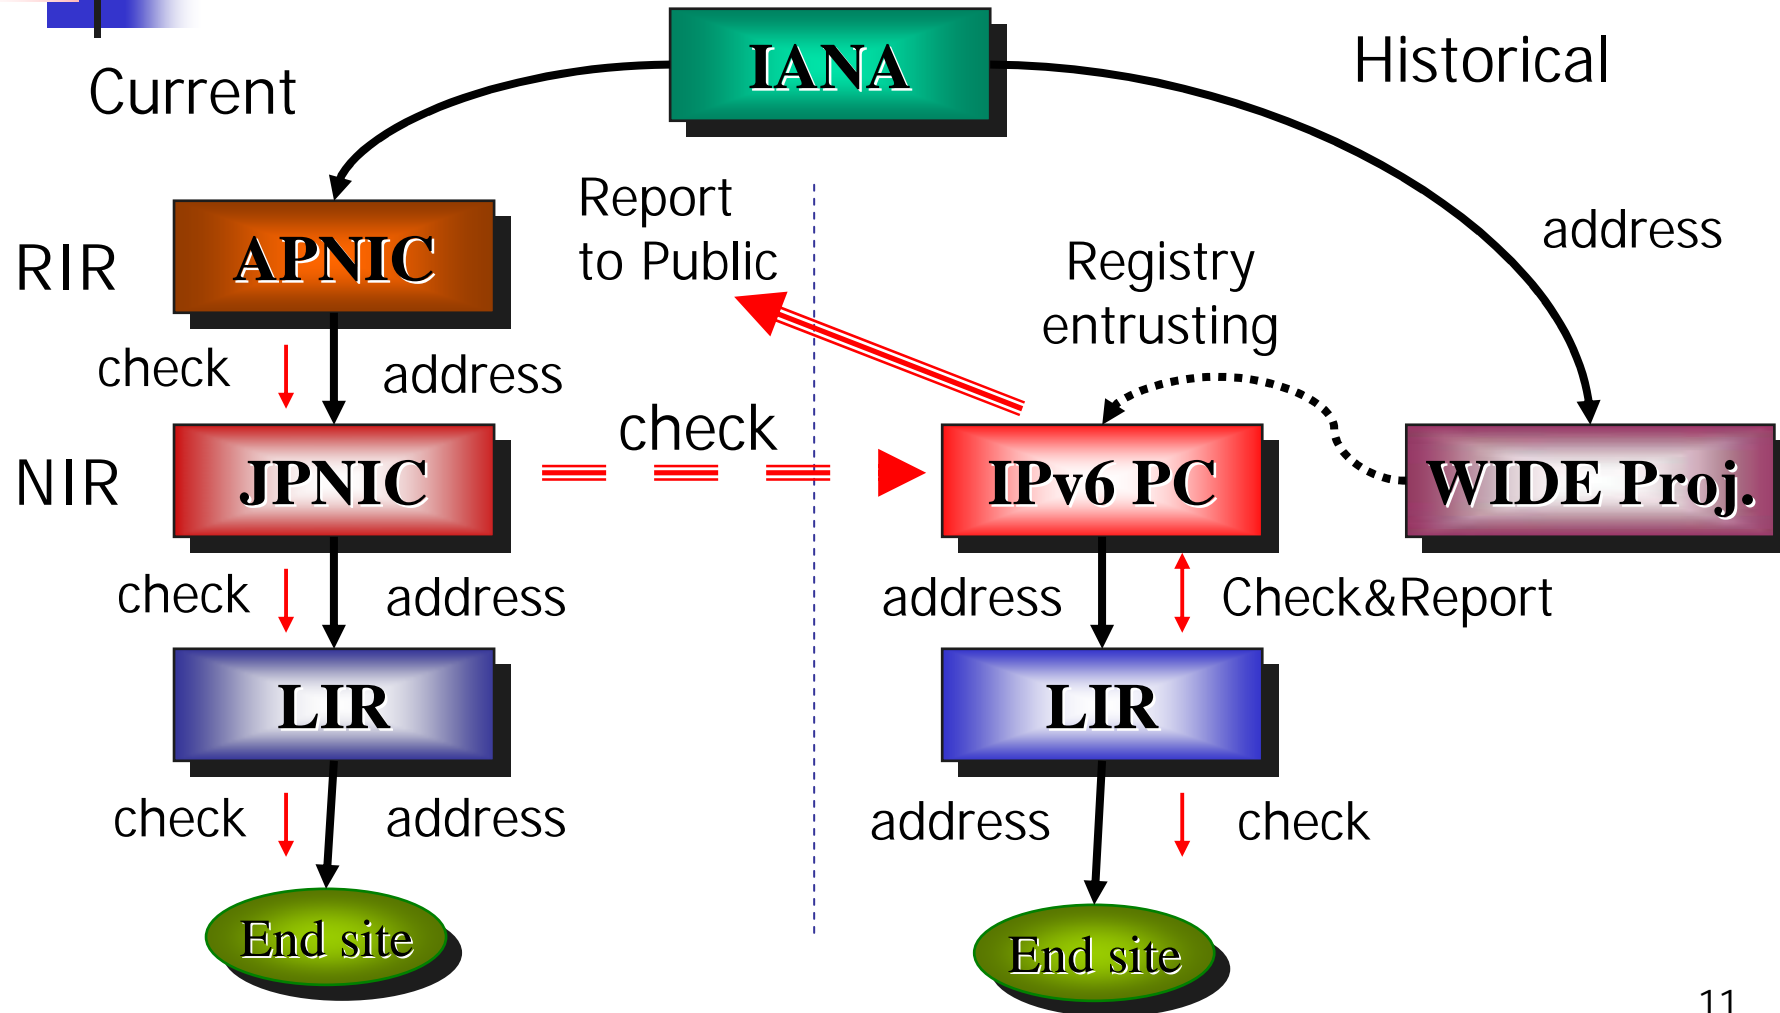 IANA
Current
Historical
Report
to Public
address
RIR
APNIC
Registry
entrusting
check
address
check
NIR
JPNIC
IPv6 PC
WIDE Proj.
check
address
address
Check&Report
LIR
LIR
check
address
address
check
End site
End site
11